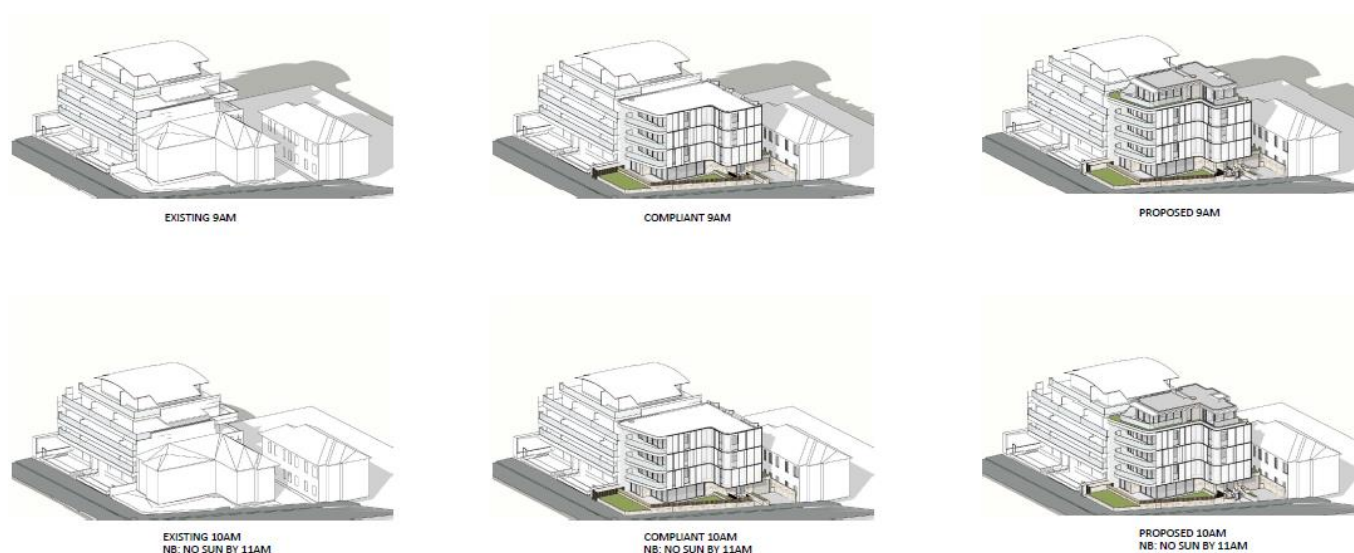 EXISTING 9AM
COMPLIANT 9AM
PROPOSED 9AM
EXISTING 10AM
NB: NO SUN BY 11AM
COMPLIANT 10AM
NB: NO SUN BY 11AM
PROPOSED 10AM
NB: NO SUN BY 11AM